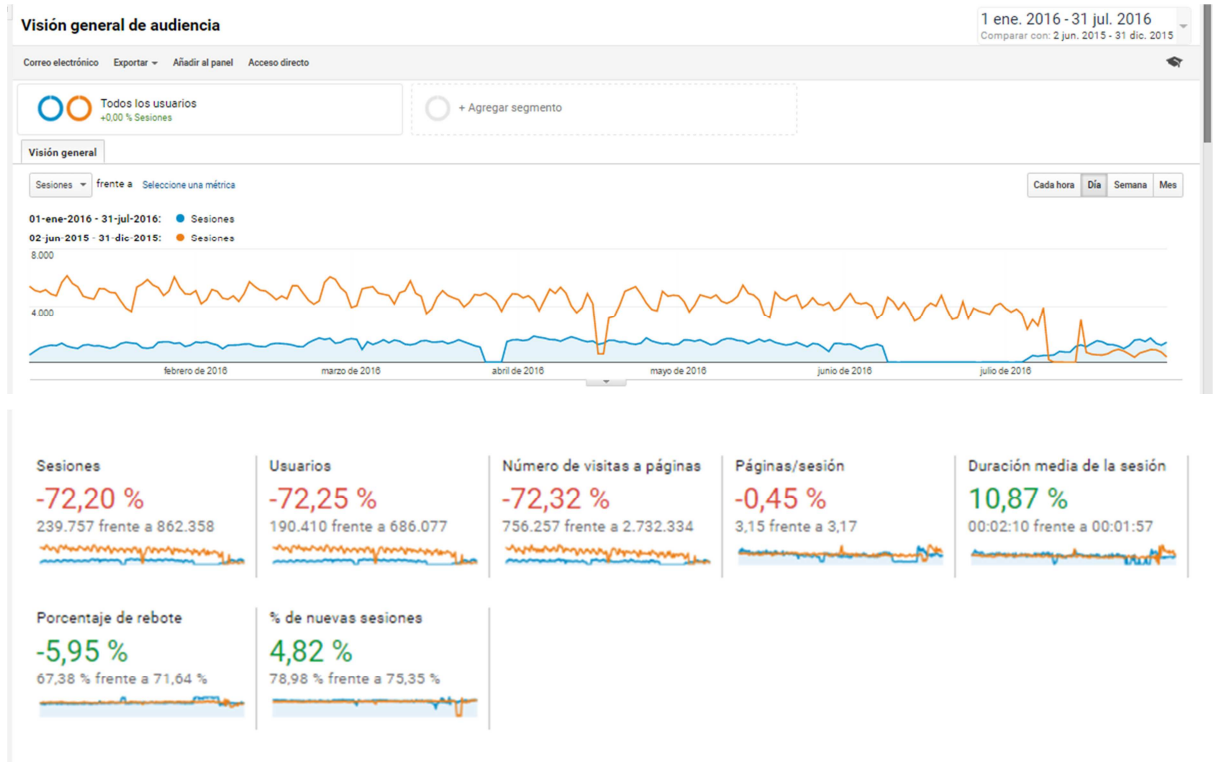 Visión general de audiencia
1 ene. 2016 - 31 jul. 2016
Comparar con: 2 jun. 2015 - 31 dic. 2015
Correo electrónico Exportar Añadir al panel Acceso directo
Todos los usuarios
+0,00 % Sesiones
+ Agregar segmento
Visión general
Sesiones frente a Seleccione una métrica
Cada hora Día Semana Mes
01-ene-2016 - 31-jul-2016: Sesiones
02-jun-2015 - 31-dic-2015: Sesiones
8.000
4.000
febrero de 2016 marzo de 2016 abril de 2016 mayo de 2016 junio de 2016 julio de 2016
Sesiones
-72,20 %
239.757 frente a 862.358
Usuarios
-72,25 %
190.410 frente a 686.077
Número de visitas a páginas
-72,32 %
756.257 frente a 2.732.334
Páginas/sesión
-0,45 %
3,15 frente a 3,17
Duración media de la sesión
10,87 %
00:02:10 frente a 00:01:57
Porcentaje de rebote
-5,95 %
67,38 % frente a 71,64 %
% de nuevas sesiones
4,82 %
78,98 % frente a 75,35 %